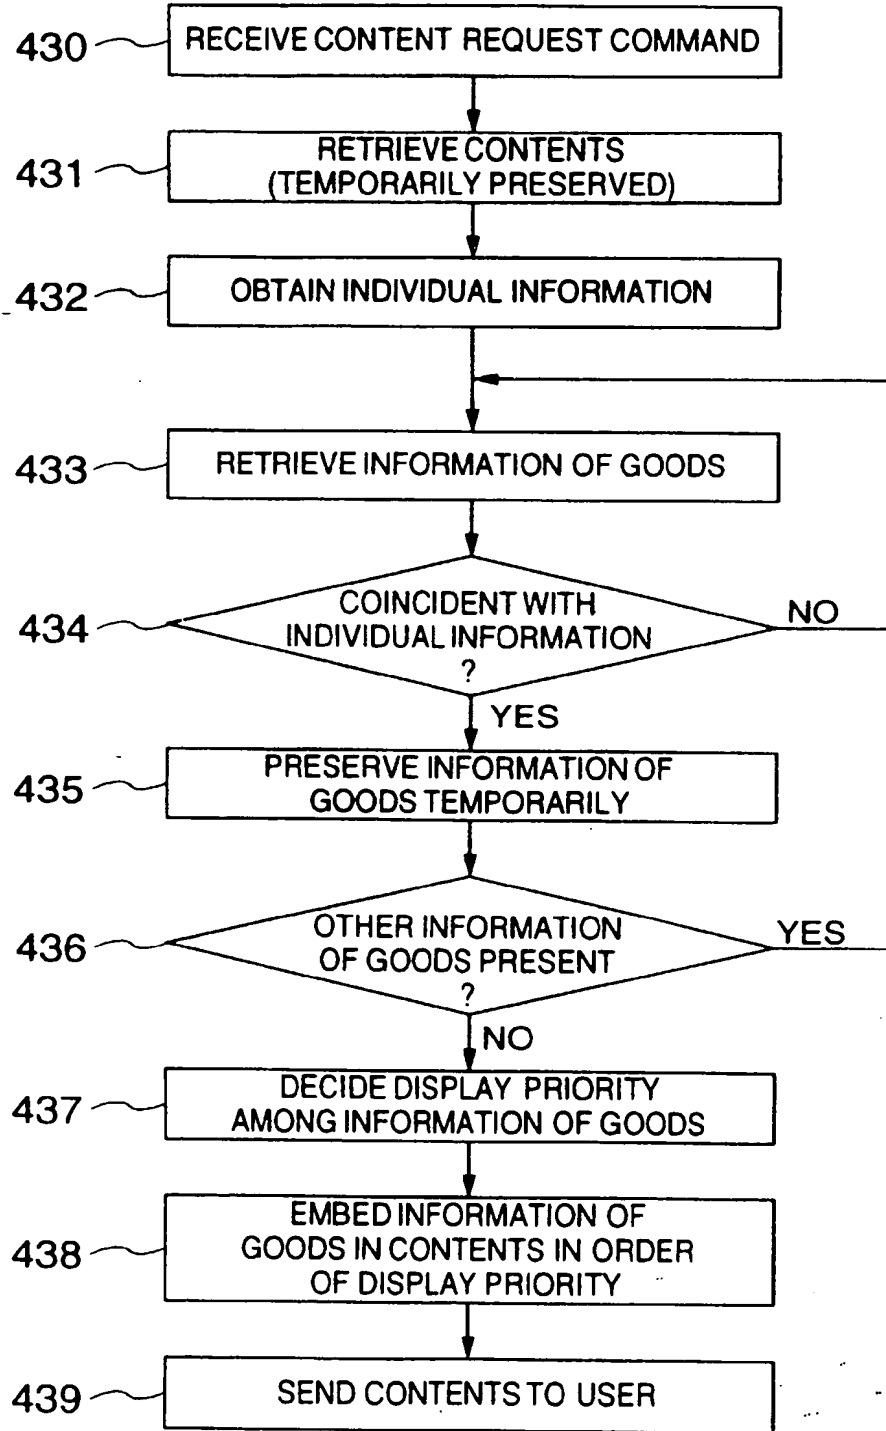 430
RECEIVE CONTENT REQUEST COMMAND
431
RETRIEVE CONTENTS
(TEMPORARILY PRESERVED)
432
OBTAIN INDIVIDUAL INFORMATION
433
RETRIEVE INFORMATION OF GOODS
434
COINCIDENT WITH
INDIVIDUAL INFORMATION
?
NO
YES
435
PRESERVE INFORMATION OF
GOODS TEMPORARILY
436
OTHER INFORMATION
OF GOODS PRESENT
?
YES
NO
437
DECIDE DISPLAY PRIORITY
AMONG INFORMATION OF GOODS
438
EMBED INFORMATION OF
GOODS IN CONTENTS IN ORDER
OF DISPLAY PRIORITY
439
SEND CONTENTS TO USER